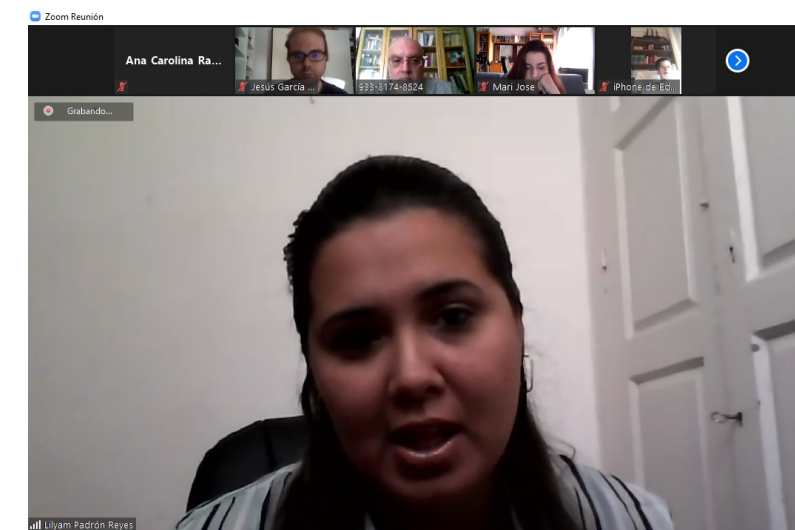 Zoom Reunión
Ana Carolina Ra...
Jesús García ...
933-8174-8524
Mari Jose
iPhone de Ed...
Grabando...
Lilyam Padrón Reyes